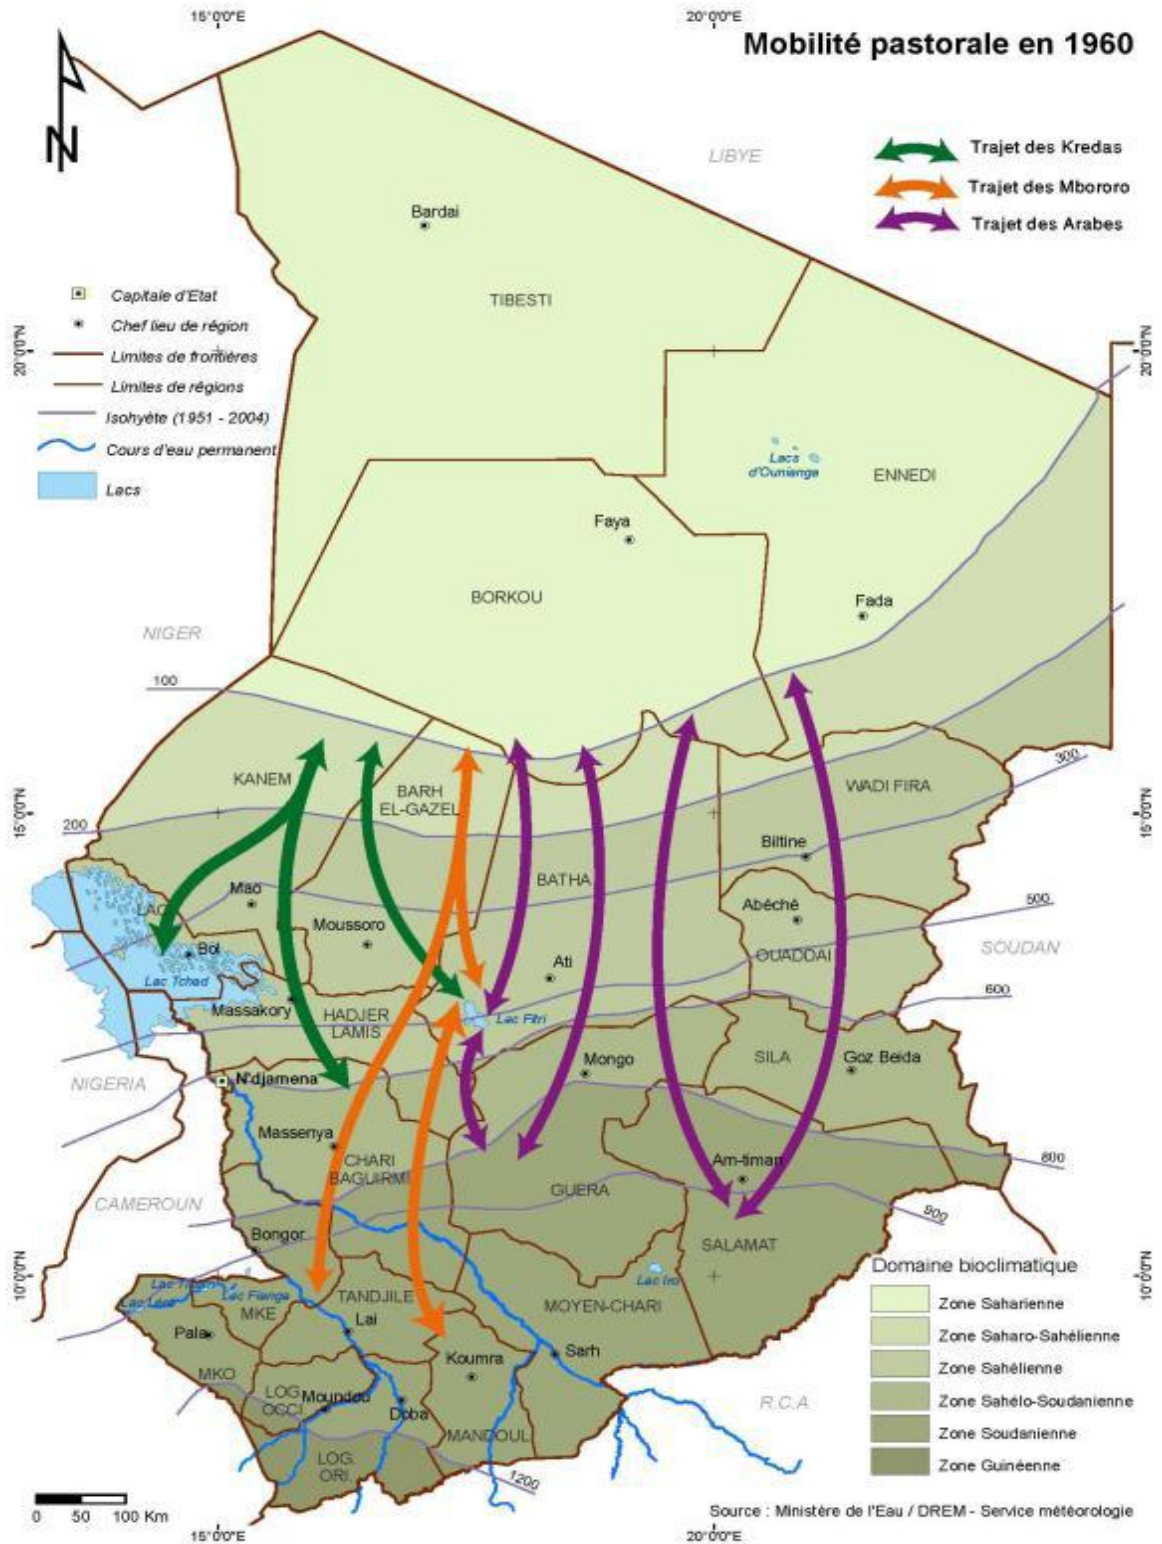 15°0'0"E
20°0'0"E
Mobilité pastorale en 1960
N
LIBYE
Trajet des Kredas
Trajet des Mbororo
Trajet des Arabes
Bardai
TIBESTI
Capitale d'Etat
Chef lieu de région
Limites de frontières
Limites de régions
Isohyète (1951 - 2004)
Cours d'eau permanent
Lacs
20°0'0"N
20°0'0"N
Lacs
d'Ounianga
ENNEDI
Faya
BORKOU
Fada
NIGER
100
KANEM
BARH
EL-GAZEL
WADI FIRA
300
15°0'0"N
15°0'0"N
200
Biltine
BATHA
Mao
LAC
Abéché
500
Moussoro
Bol
OUADDAI
SOUDAN
Ati
Lac Tchad
600
Massakory
HADJER
LAMIS
Lac Fitri
NIGERIA
N'djamena
Mongo
SILA
Goz Beida
Massenya
CHARI
BAGUIRMI
Am-timan
800
GUERA
CAMEROUN
900
Bongor
SALAMAT
10°0'0"N
10°0'0"N
Lac Fianga
Lac Léré
MKE
TANDJILE
Lac Iro
MOYEN-CHARI
Pala
Lai
Koumra
Sarh
MKO
LOG.
OCCI.
Moundou
Doba
MANDOUL
R.C.A
LOG.
ORI.
1200
Domaine bioclimatique
Zone Saharienne
Zone Saharo-Sahélienne
Zone Sahélienne
Zone Sahélo-Soudanienne
Zone Soudanienne
Zone Guinéenne
0 50 100 Km
Source : Ministère de l'Eau / DREM - Service météorologie
15°0'0"E
20°0'0"E